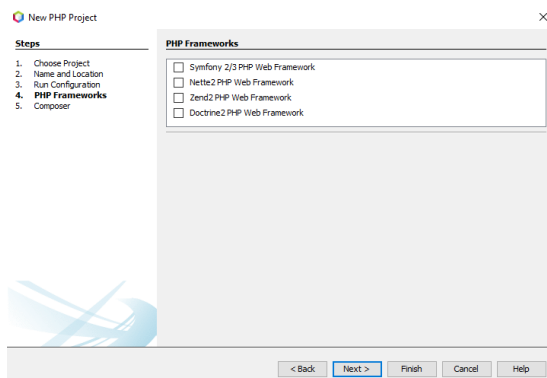 New PHP Project
Steps
1. Choose Project
2. Name and Location
3. Run Configuration
4. PHP Frameworks
5. Composer
PHP Frameworks
Symfony 2/3 PHP Web Framework
Nette2 PHP Web Framework
Zend2 PHP Web Framework
Doctrine2 PHP Web Framework
< Back Next > Finish Cancel Help